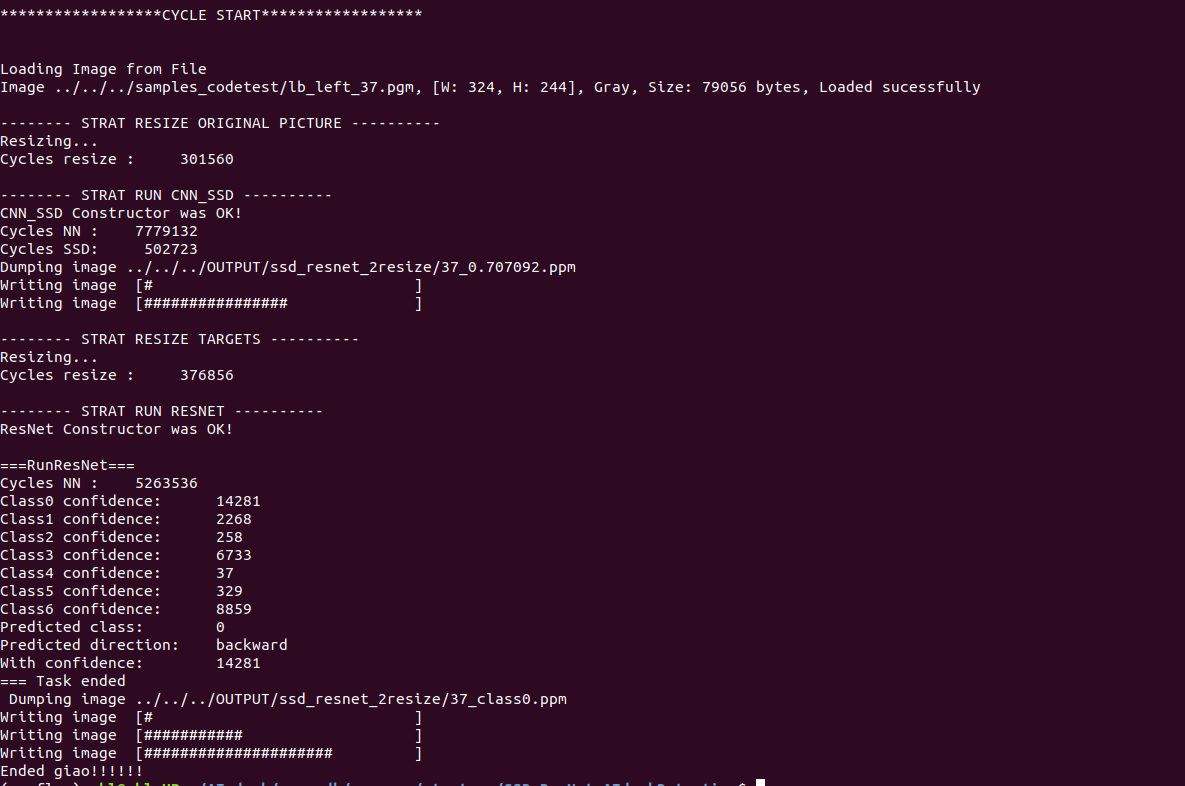 ******************CYCLE START******************
Loading Image from File
Image ../../../samples_codetest/lb_left_37.pgm, [W: 324, H: 244], Gray, Size: 79056 bytes, Loaded sucessfully
-------- STRAT RESIZE ORIGINAL PICTURE ----------
Resizing...
Cycles resize :     301560
-------- STRAT RUN CNN_SSD ----------
CNN_SSD Constructor was OK!
Cycles NN :    7779132
Cycles SSD:     502723
Dumping image ../../../OUTPUT/ssd_resnet_2resize/37_0.707092.ppm
Writing image  [#                             ]
Writing image  [################              ]
-------- STRAT RESIZE TARGETS ----------
Resizing...
Cycles resize :     376856
-------- STRAT RUN RESNET ----------
ResNet Constructor was OK!
===RunResNet===
Cycles NN :    5263536
Class0 confidence:      14281
Class1 confidence:      2268
Class2 confidence:      258
Class3 confidence:      6733
Class4 confidence:      37
Class5 confidence:      329
Class6 confidence:      8859
Predicted class:        0
Predicted direction:    backward
With confidence:        14281
=== Task ended
 Dumping image ../../../OUTPUT/ssd_resnet_2resize/37_class0.ppm
Writing image  [#                             ]
Writing image  [###########                   ]
Writing image  [#####################         ]
Ended giao!!!!!!